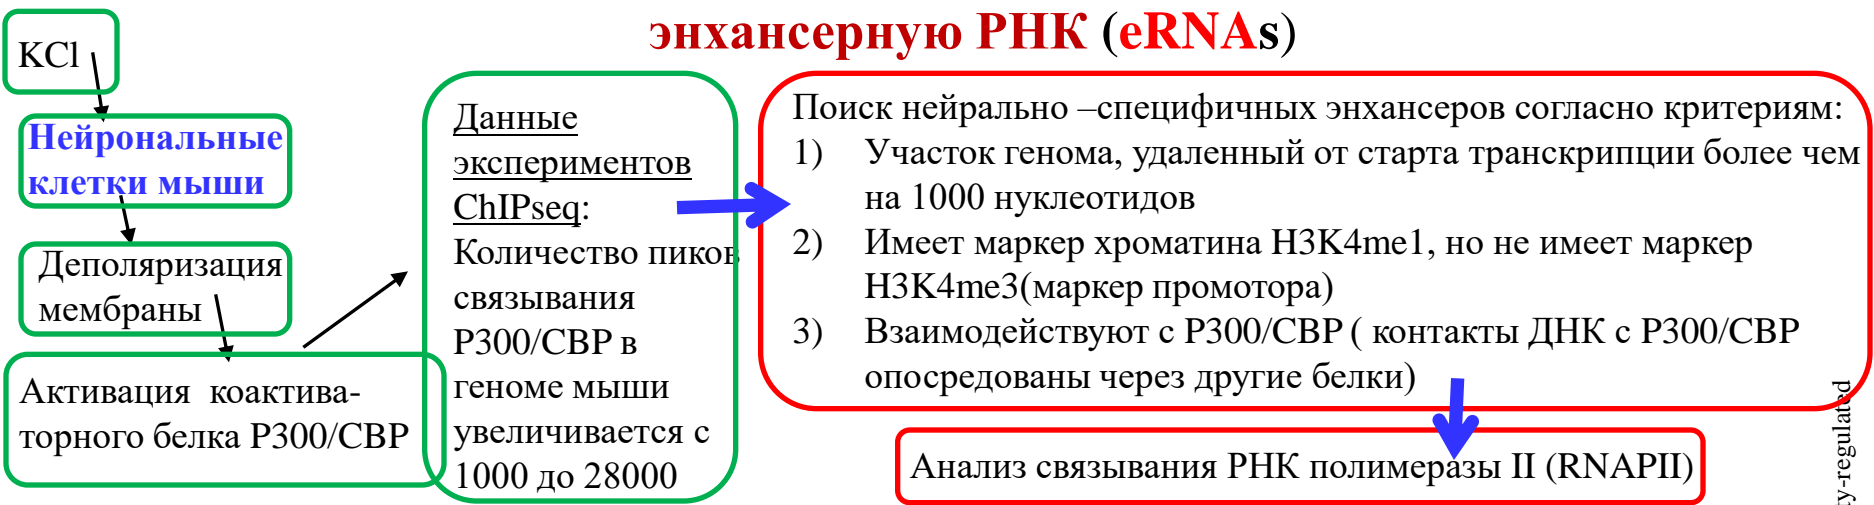 энхансерную РНК (eRNAs)
KCl
Нейрональные
клетки мыши
Деполяризация
мембраны
Активация коактива-
торного белка P300/CBP
Данные
экспериментов
ChIPseq:
Количество пиков
связывания
P300/CBP в
геноме мыши
увеличивается с
1000 до 28000
Поиск нейрально –специфичных энхансеров согласно критериям:
1) Участок генома, удаленный от старта транскрипции более чем
на 1000 нуклеотидов
2) Имеет маркер хроматина H3K4me1, но не имеет маркер
H3K4me3(маркер промотора)
3) Взаимодействуют с P300/CBP ( контакты ДНК с P300/CBP
опосредованы через другие белки)
Анализ связывания РНК полимеразы II (RNAPII)
y-regulated